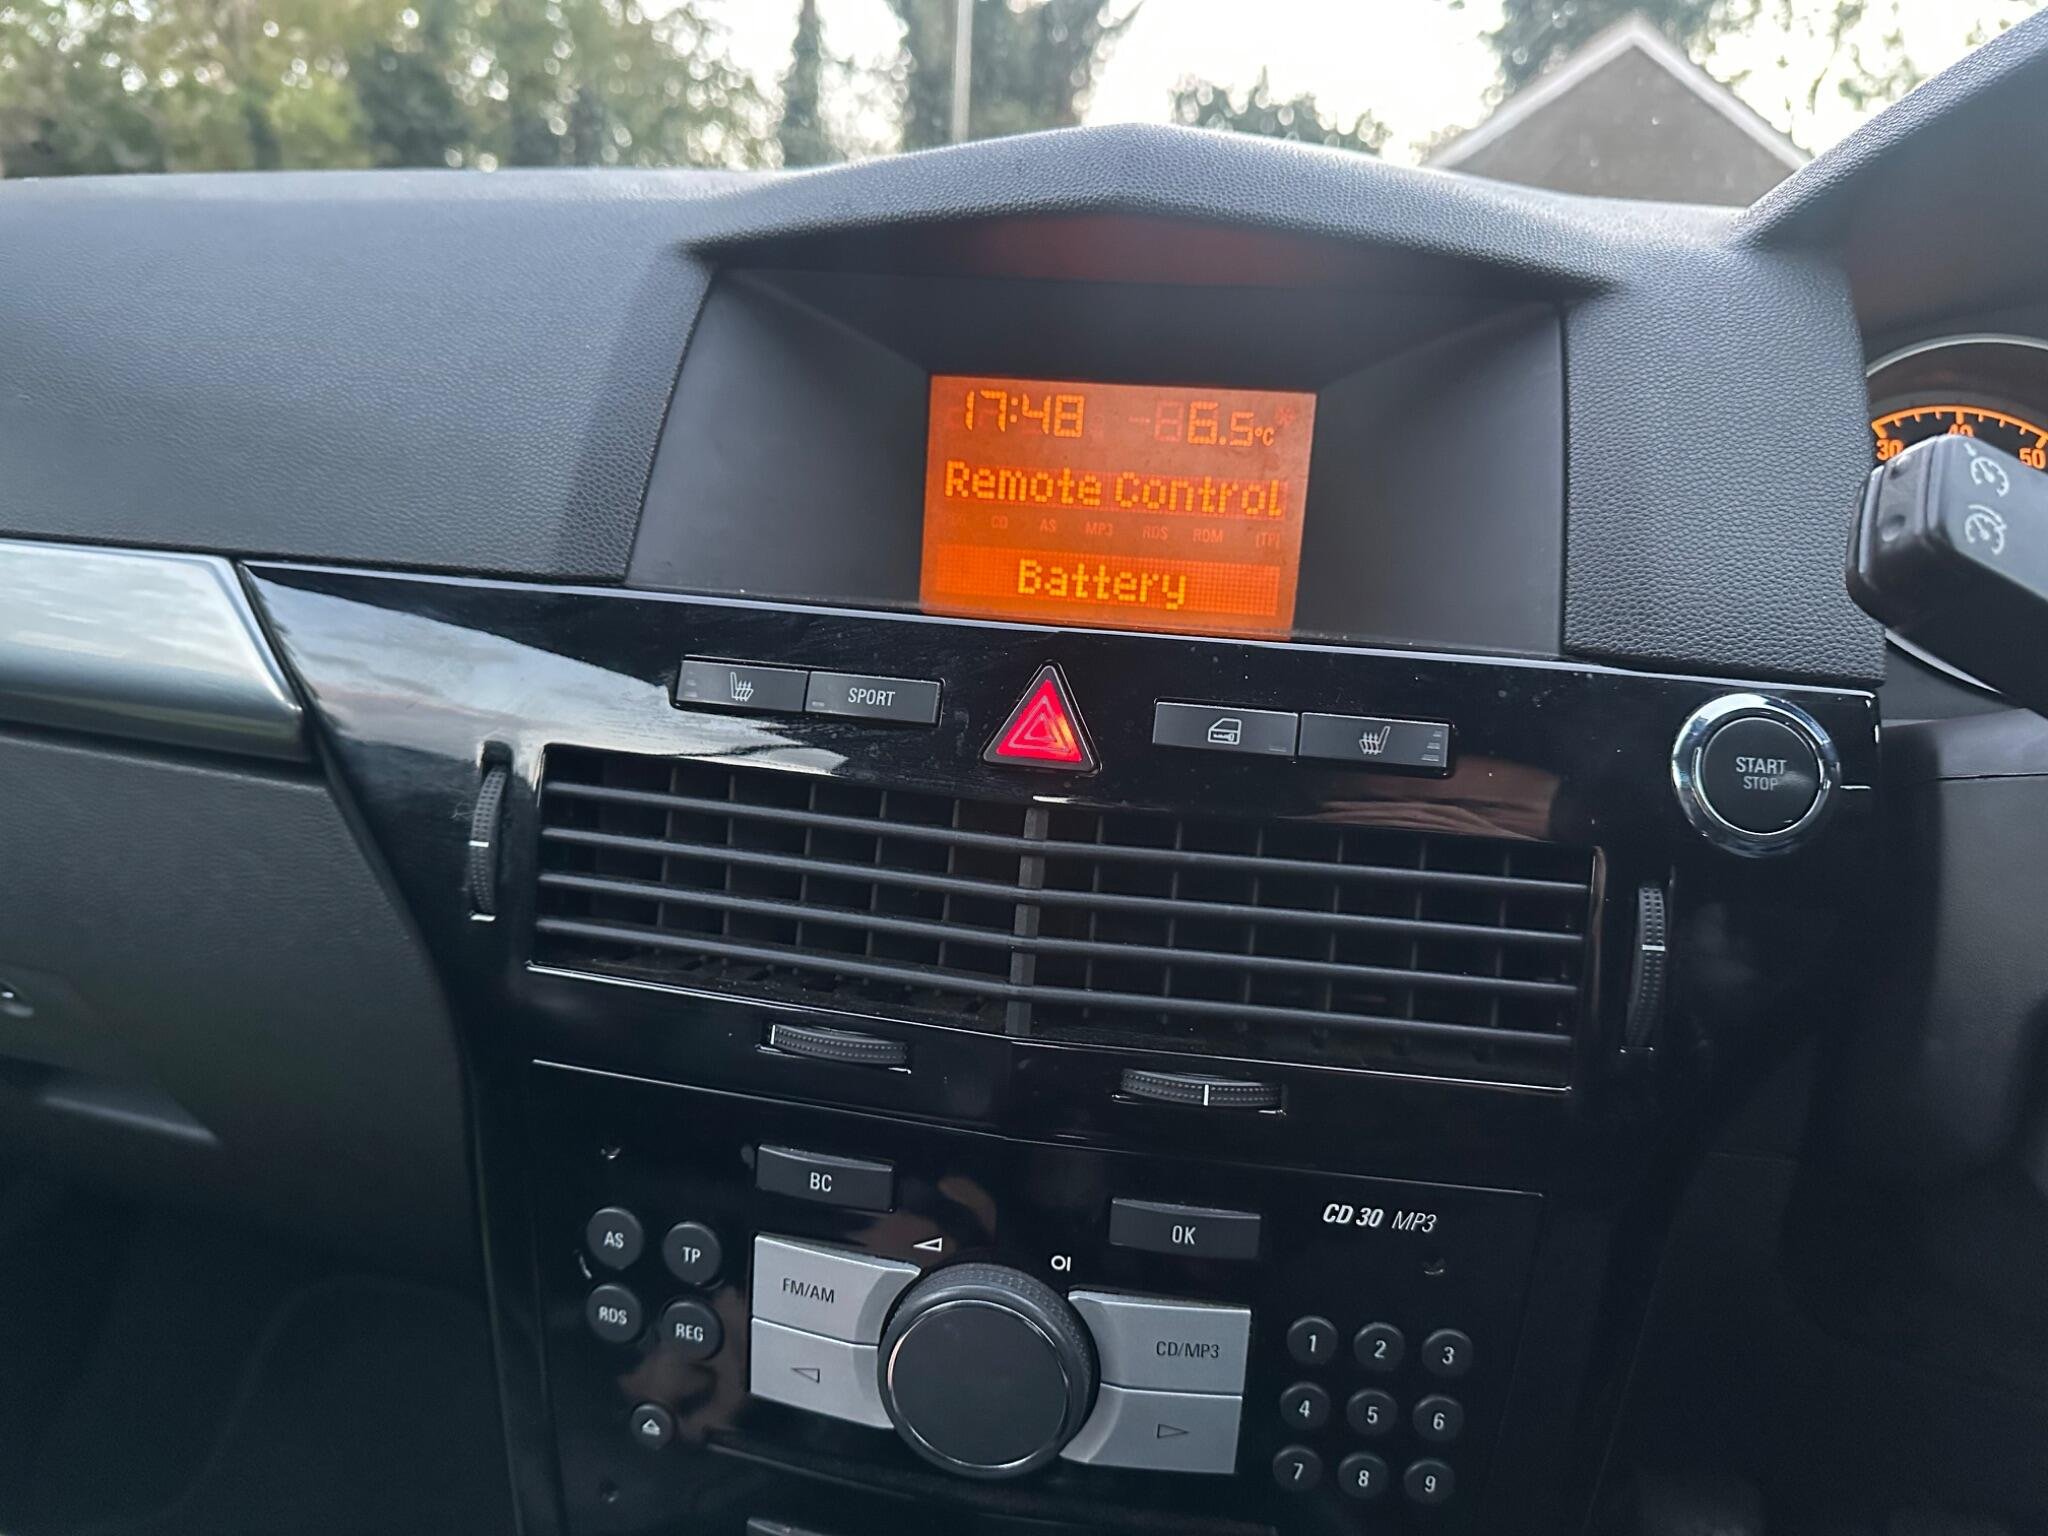 17:48 6.5°C
Remote Control
CD AS MP3 RDS RDM [TP]
Battery
30 40 50
SPORT
START
STOP
BC
OK
CD 30 MP3
AS TP
FM/AM
RDS REG
CD/MP3
1 2 3
4 5 6
7 8 9